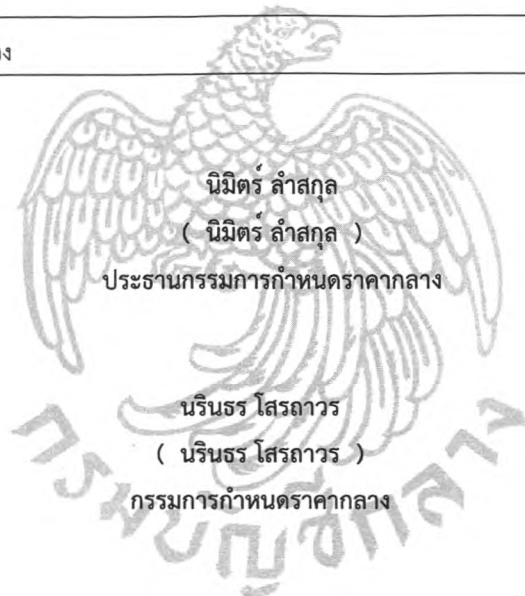 นิมิตร์ ลำสกุล
( นิมิตร์ ลำสกุล )
ประธานกรรมการกำหนดราคากลาง
นรินธร โสรถาวร
( นรินธร โสรถาวร )
กรรมการกำหนดราคากลาง
กรมบัญชีกลาง